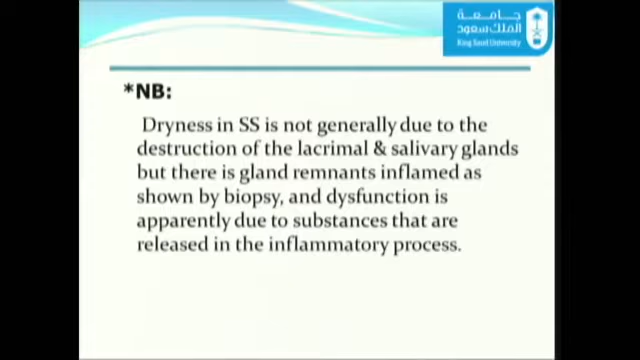 جـــامـــعـــة
الملك سعود
King Saud University
*NB:
Dryness in SS is not generally due to the
destruction of the lacrimal & salivary glands
but there is gland remnants inflamed as
shown by biopsy, and dysfunction is
apparently due to substances that are
released in the inflammatory process.